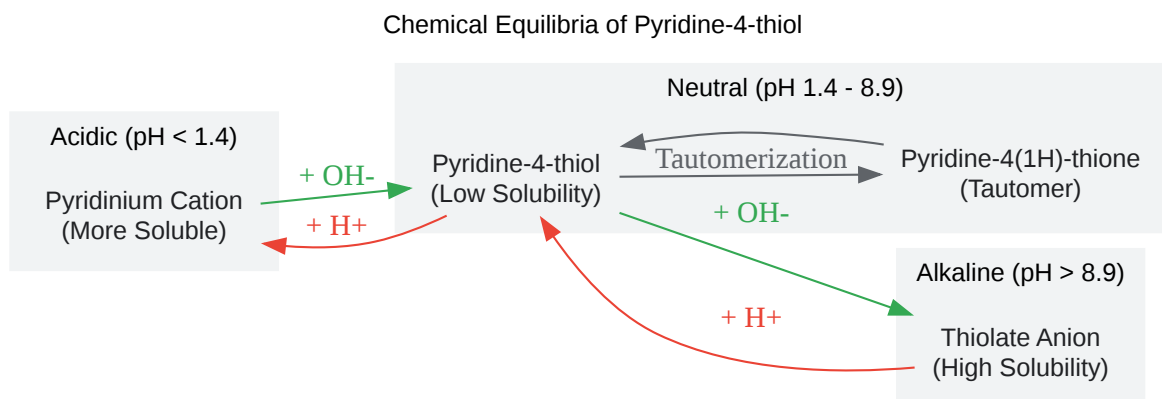 Chemical Equilibria of Pyridine-4-thiol
Acidic (pH < 1.4)
Pyridinium Cation
(More Soluble)
+ OH-
+ H+
Neutral (pH 1.4 - 8.9)
Pyridine-4-thiol
(Low Solubility)
Tautomerization
Pyridine-4(1H)-thione
(Tautomer)
+ OH-
+ H+
Alkaline (pH > 8.9)
Thiolate Anion
(High Solubility)